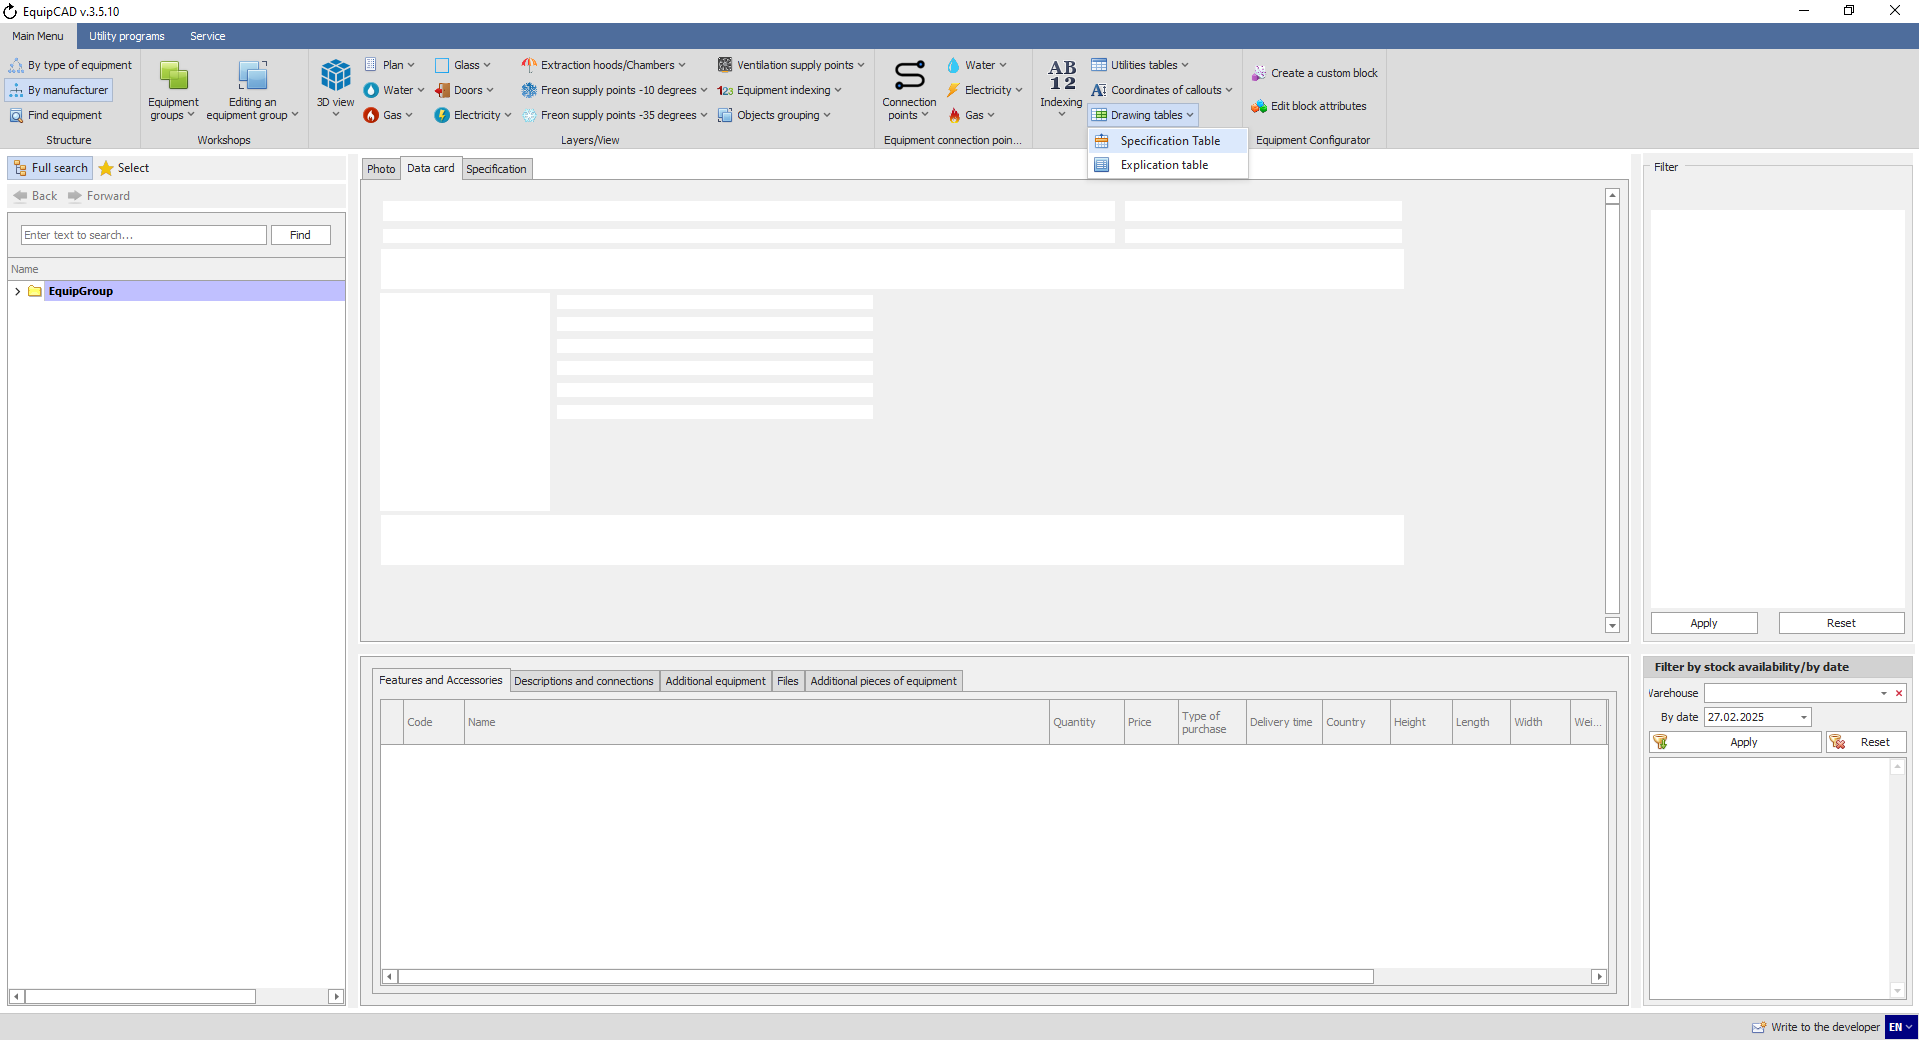 EquipCAD v.3.5.10
Main Menu
Utility programs
Service
By type of equipment
By manufacturer
Find equipment
Structure
Equipment
groups
Editing an
equipment group
Workshops
3D view
Plan
Water
Gas
Glass
Doors
Electricity
Extraction hoods/Chambers
Freon supply points -10 degrees
Freon supply points -35 degrees
Ventilation supply points
123 Equipment indexing
Objects grouping
Layers/View
Connection
points
Water
Electricity
Gas
Equipment connection poin...
AB
12
Indexing
Utilities tables
Coordinates of callouts
Drawing tables
Specification Table
Explication table
Create a custom block
Edit block attributes
Equipment Configurator
Full search
Select
Back
Forward
Enter text to search...
Find
Name
EquipGroup
Photo
Data card
Specification
Filter
Apply
Reset
Features and Accessories
Descriptions and connections
Additional equipment
Files
Additional pieces of equipment
Code
Name
Quantity
Price
Type of
purchase
Delivery time
Country
Height
Length
Width
Wei...
Filter by stock availability/by date
Warehouse
By date
27.02.2025
Apply
Reset
Write to the developer
EN